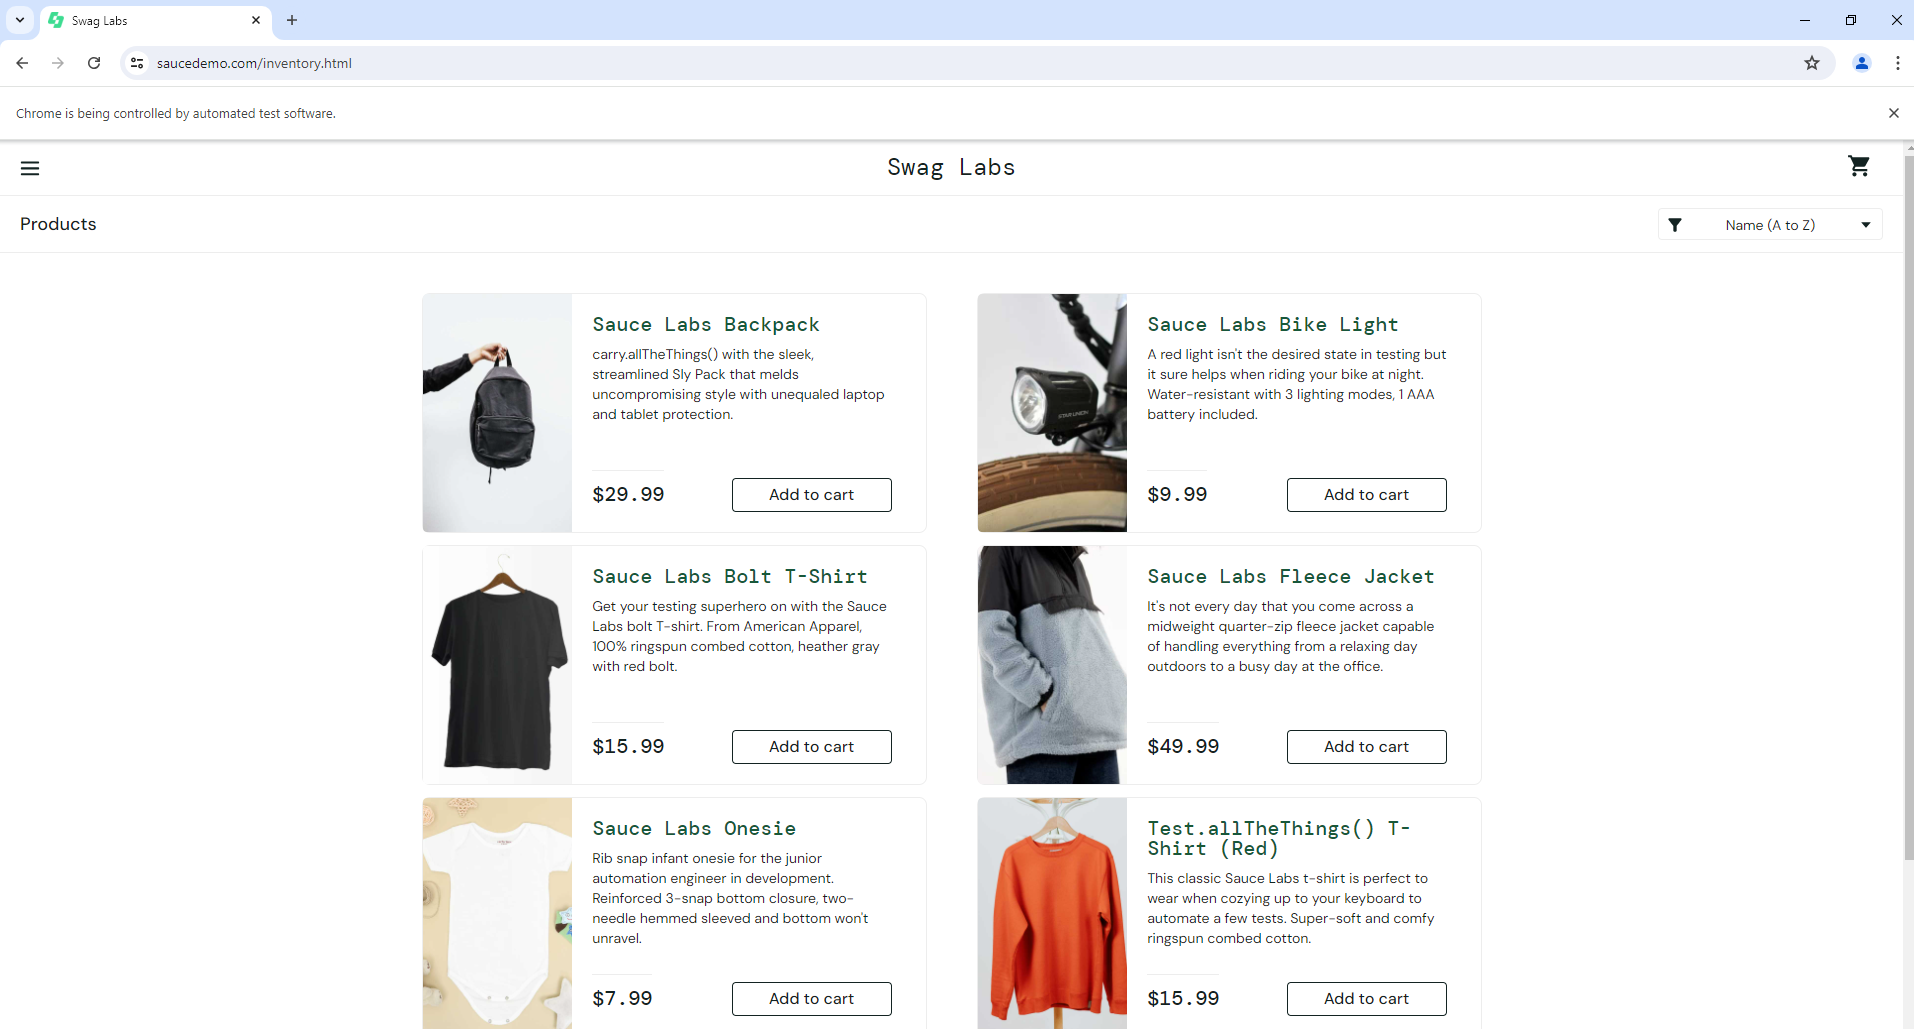 Swag Labs
saucedemo.com/inventory.html
Chrome is being controlled by automated test software.
Swag Labs
Products
Name (A to Z)
Sauce Labs Backpack
carry.allTheThings() with the sleek,
streamlined Sly Pack that melds
uncompromising style with unequaled laptop
and tablet protection.
$29.99
Add to cart
Sauce Labs Bike Light
A red light isn't the desired state in testing but
it sure helps when riding your bike at night.
Water-resistant with 3 lighting modes, 1 AAA
battery included.
$9.99
Add to cart
STAR UNION
Sauce Labs Bolt T-Shirt
Get your testing superhero on with the Sauce
Labs bolt T-shirt. From American Apparel,
100% ringspun combed cotton, heather gray
with red bolt.
$15.99
Add to cart
Sauce Labs Fleece Jacket
It's not every day that you come across a
midweight quarter-zip fleece jacket capable
of handling everything from a relaxing day
outdoors to a busy day at the office.
$49.99
Add to cart
Sauce Labs Onesie
Rib snap infant onesie for the junior
automation engineer in development.
Reinforced 3-snap bottom closure, two-
needle hemmed sleeved and bottom won't
unravel.
$7.99
Add to cart
Test.allTheThings() T-
Shirt (Red)
This classic Sauce Labs t-shirt is perfect to
wear when cozying up to your keyboard to
automate a few tests. Super-soft and comfy
ringspun combed cotton.
$15.99
Add to cart